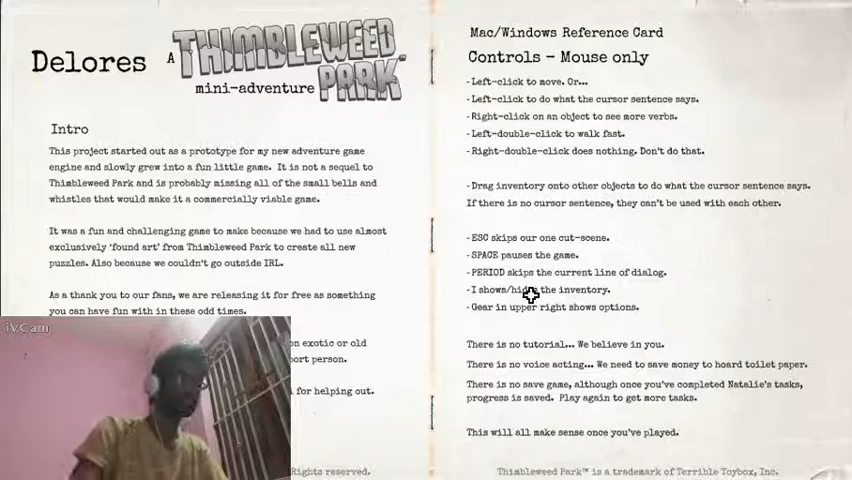 Delores A THIMBLEWEED PARK™
mini-adventure
Intro
This project started out as a prototype for my new adventure game
engine and slowly grew into a fun little game. It is not a sequel to
Thimbleweed Park and is probably missing all of the small bells and
whistles that would make it a commercially viable game.
It was a fun and challenging game to make because we had to use almost
exclusively 'found art' from Thimbleweed Park to create all new
puzzles. Also because we couldn't go outside IRL.
As a thank you to our fans, we are releasing it for free as something
you can have fun with in these odd times.
on exotic or old
ort person.
for helping out.
Rights reserved.
iVCam
Mac/Windows Reference Card
Controls - Mouse only
- Left-click to move. Or...
- Left-click to do what the cursor sentence says.
- Right-click on an object to see more verbs.
- Left-double-click to walk fast.
- Right-double-click does nothing. Don't do that.
- Drag inventory onto other objects to do what the cursor sentence says.
If there is no cursor sentence, they can't be used with each other.
- ESC skips our one cut-scene.
- SPACE pauses the game.
- PERIOD skips the current line of dialog.
- I shows/hides the inventory.
- Gear in upper right shows options.
There is no tutorial... We believe in you.
There is no voice acting... We need to save money to hoard toilet paper.
There is no save game, although once you've completed Natalie's tasks,
progress is saved. Play again to get more tasks.
This will all make sense once you've played.
Thimbleweed Park™ is a trademark of Terrible Toybox, Inc.